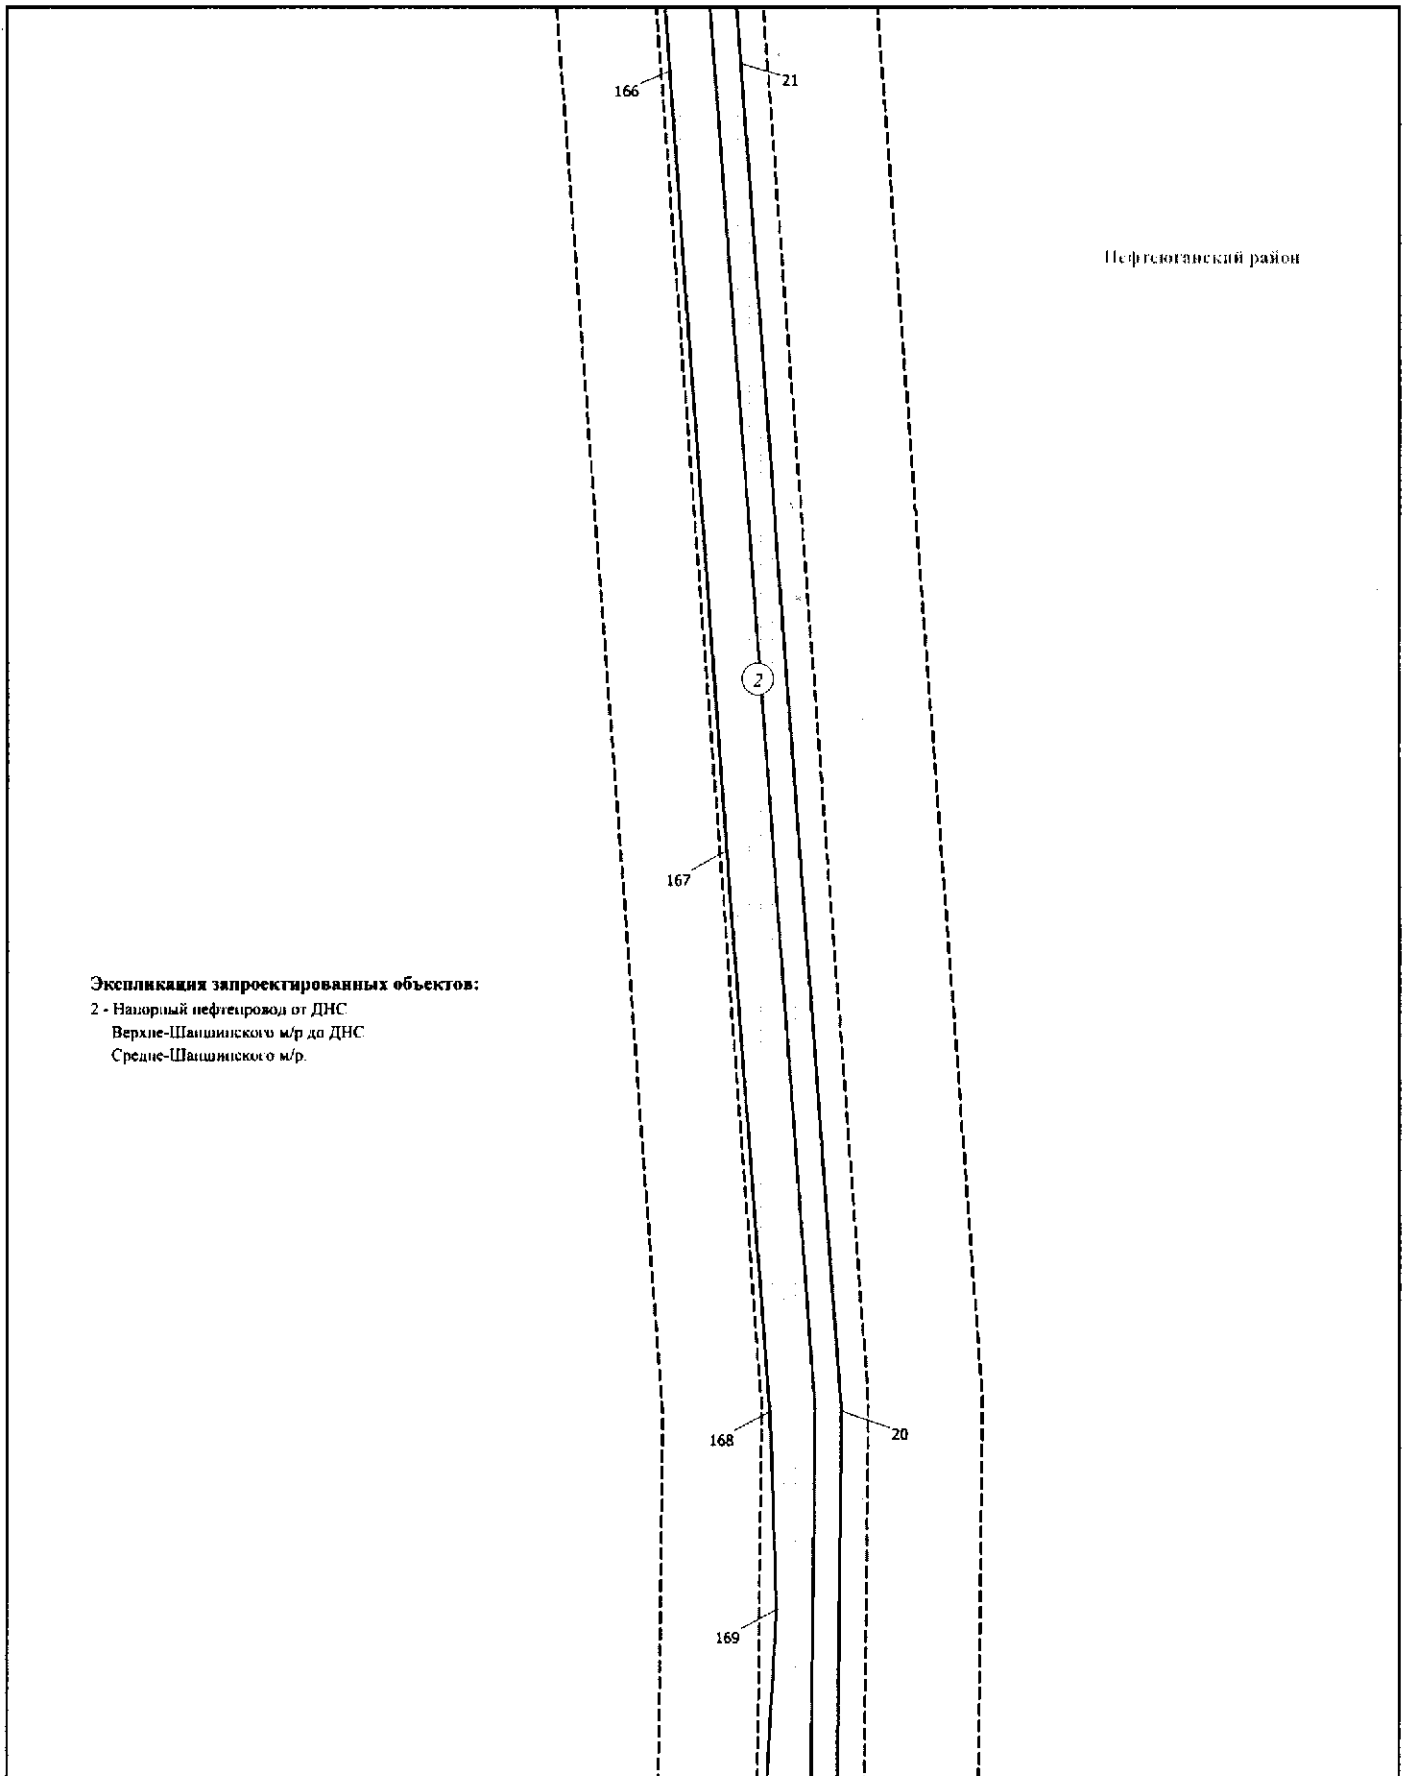 166
21
Нефтеюганский район
2
167
Экспликация запроектированных объектов:
2 - Напорный нефтепровод от ДНС
Верхне-Шапшинского м/р до ДНС
Средне-Шапшинского м/р.
168
20
169